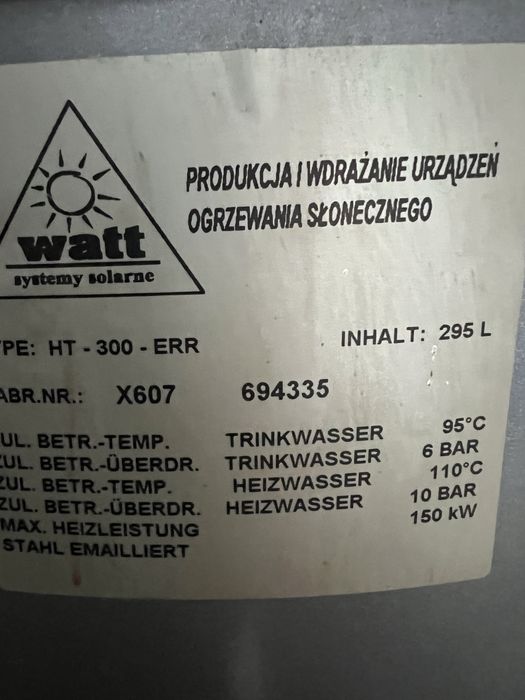 watt
systemy solarne
PRODUKCJA I WDRAŻANIE URZĄDZEŃ
OGRZEWANIA SŁONECZNEGO
YPE: HT - 300 - ERR INHALT: 295 L
ABR.NR.: X607 694335
UL. BETR.-TEMP. TRINKWASSER 95°C
ZUL. BETR.-ÜBERDR. TRINKWASSER 6 BAR
ZUL. BETR.-TEMP. HEIZWASSER 110°C
ZUL. BETR.-ÜBERDR. HEIZWASSER 10 BAR
MAX. HEIZLEISTUNG 150 kW
STAHL EMAILLIERT